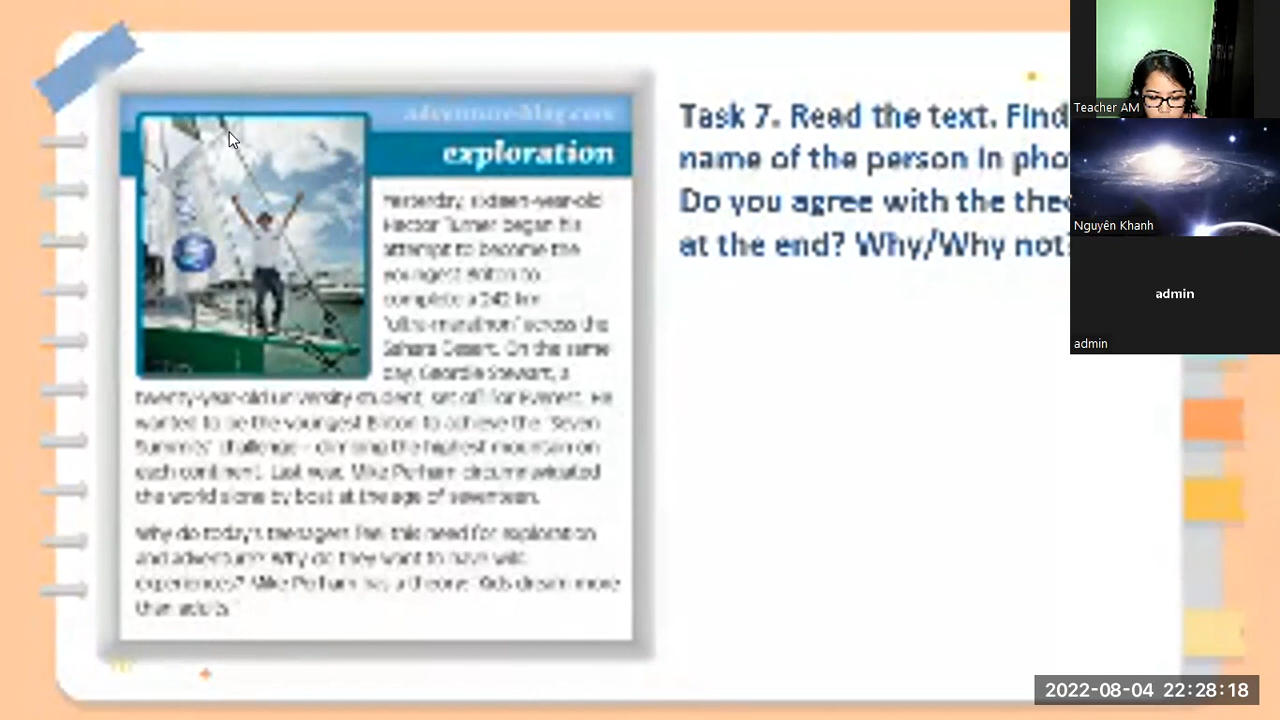 adventure-blog.com
exploration
Yesterday, sixteen-year-old
Hector Turner began his
attempt to become the
youngest Briton to
complete a 242 km
'ultra-marathon' across the
Sahara Desert. On the same
day, Geordie Stewart, a
twenty-year-old university student, set off for Everest. He
wanted to be the youngest Briton to achieve the 'Seven
Summits' challenge – climbing the highest mountain on
each continent. Last year, Mike Perham circumnavigated
the world alone by boat at the age of seventeen.
Why do today's teenagers feel this need for exploration
and adventure? Why do they want to have wild
experiences? Mike Perham has a theory: 'Kids dream more
than adults.'
Task 7. Read the text. Find
name of the person in pho
Do you agree with the theo
at the end? Why/Why not?
Teacher AM
Nguyên Khanh
admin
admin
2022-08-04 22:28:18